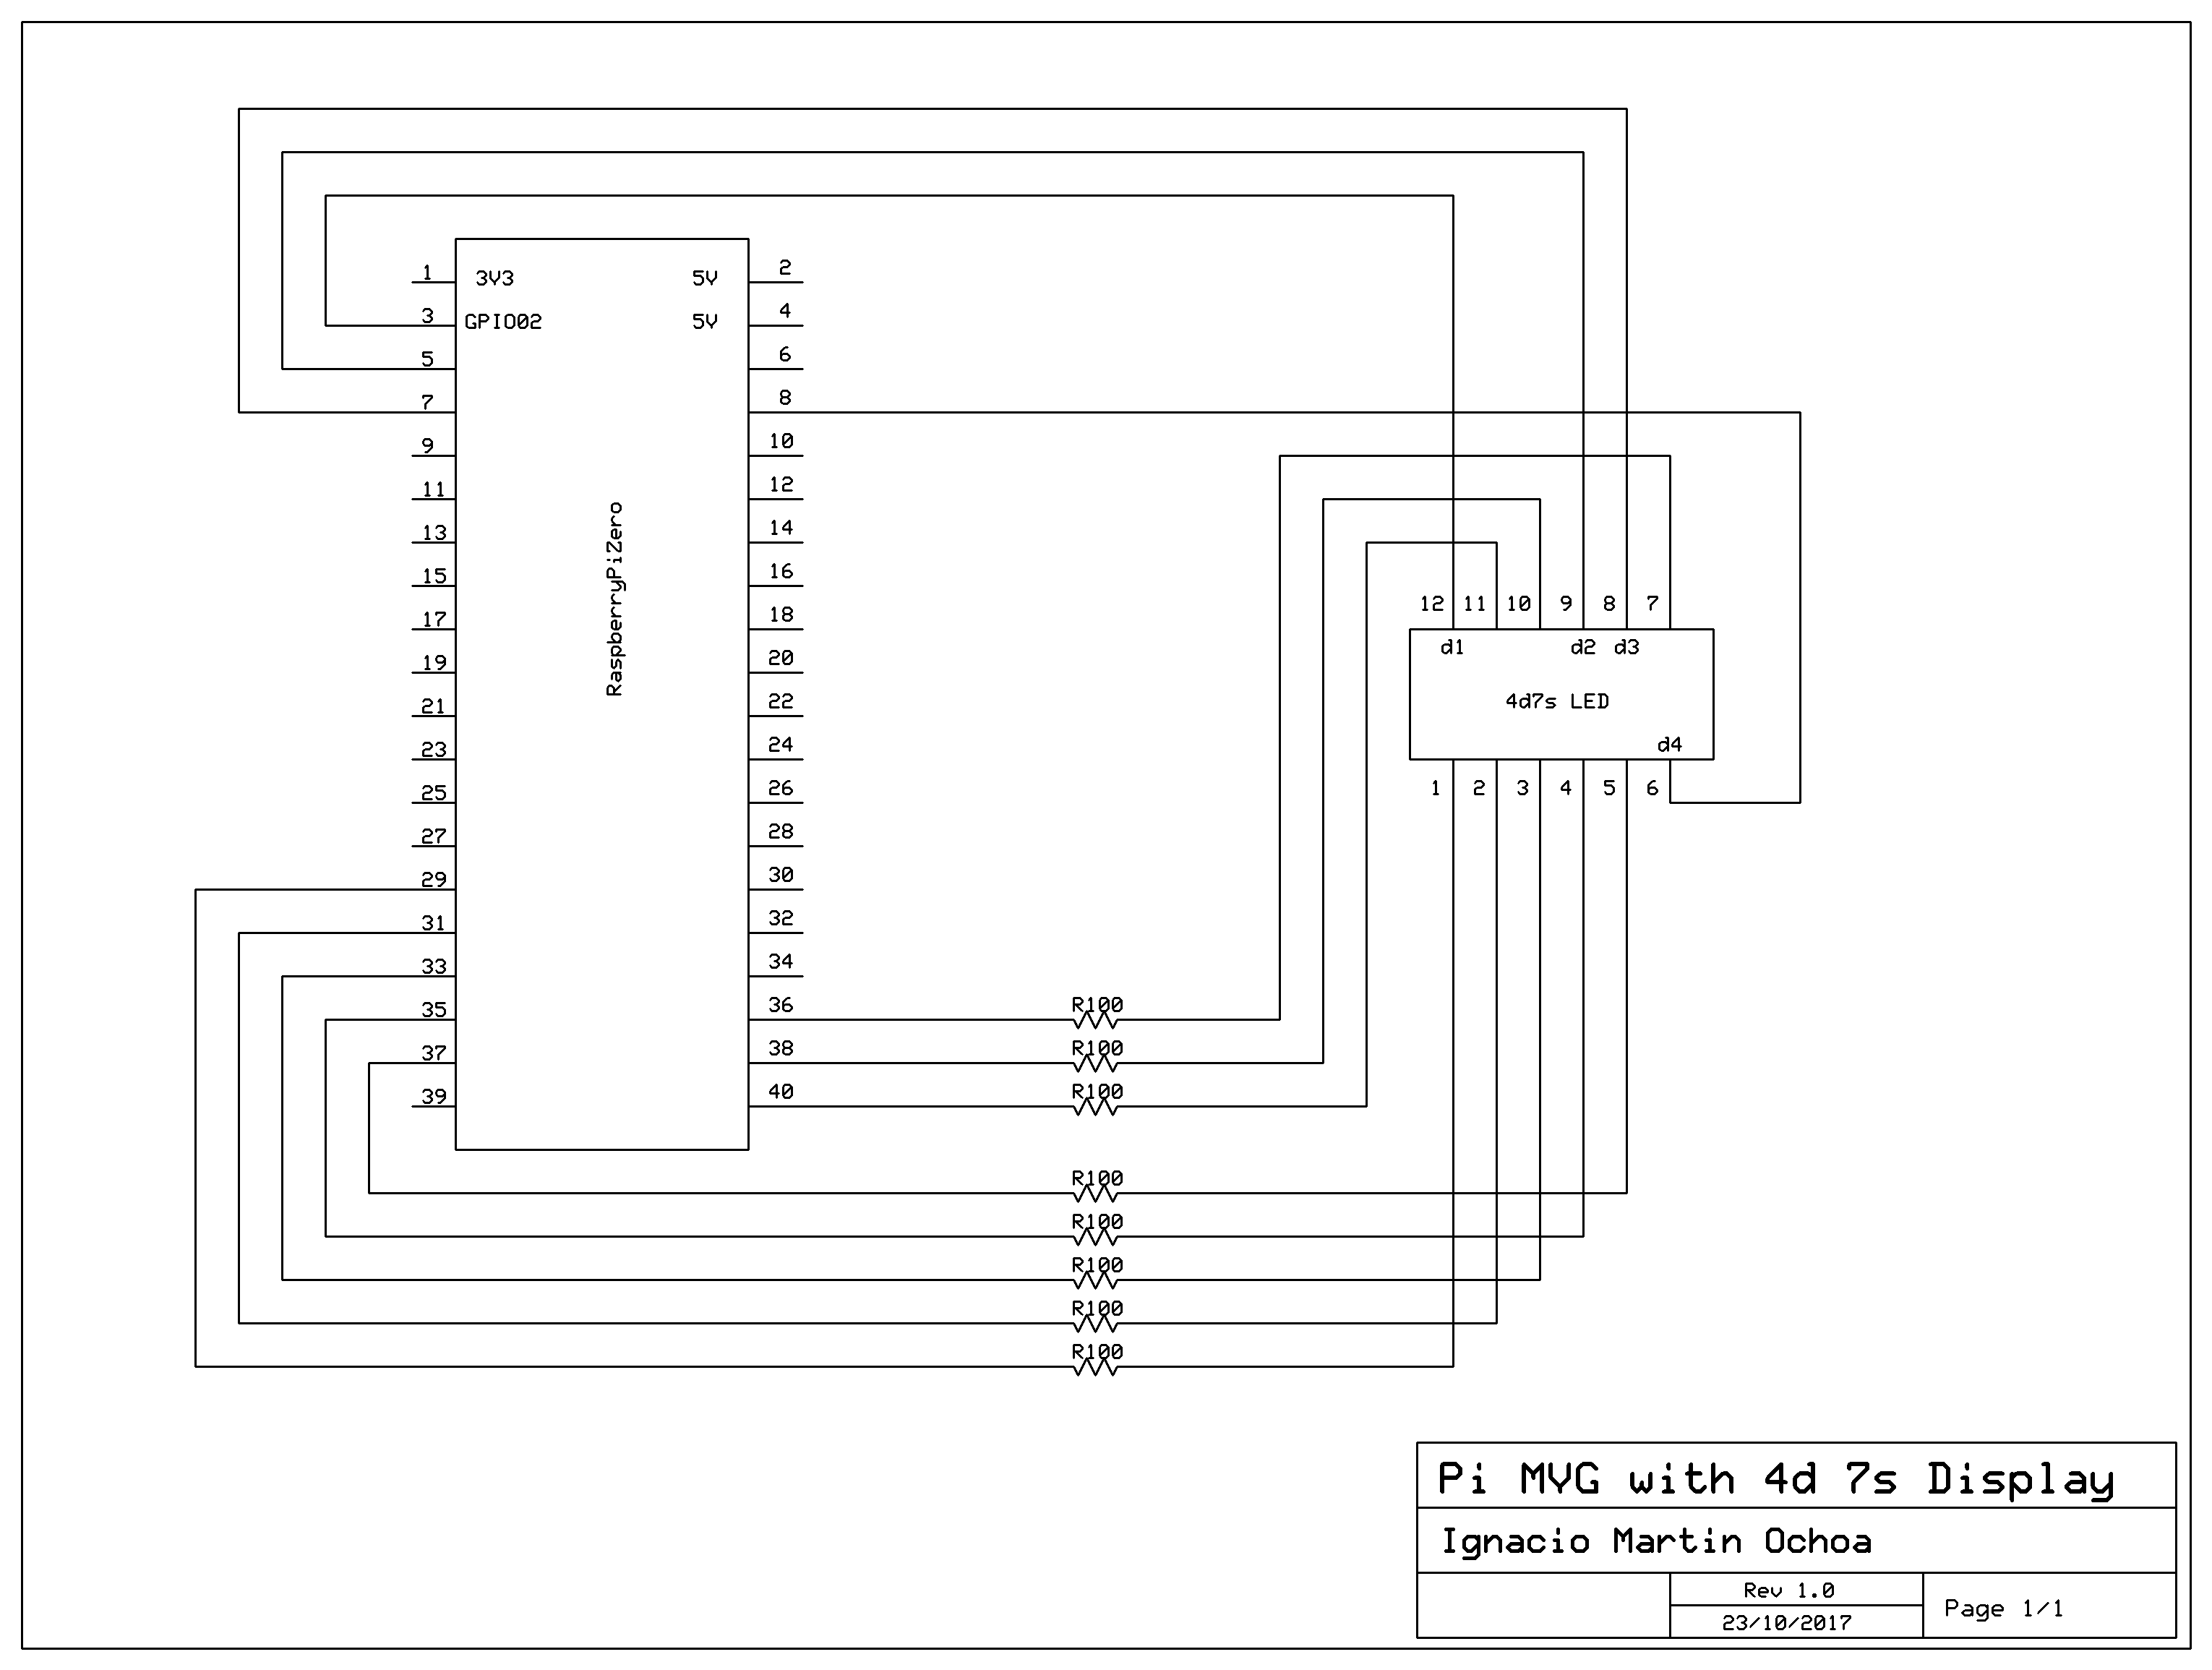 1 3V3 5V 2
3 GPIO02 5V 4
5 6
7 8
9 10
11 12
13 14
15 16
17 18
19 20
21 22
23 24
25 26
27 28
29 30
31 32
33 34
35 36
37 38
39 40
RaspberryPiZero
12 11 10 9 8 7
d1 d2 d3
4d7s LED
d4
1 2 3 4 5 6
R100
R100
R100
R100
R100
R100
R100
R100
Pi MVG with 4d 7s Display
Ignacio Martin Ochoa
Rev 1.0
23/10/2017
Page 1/1